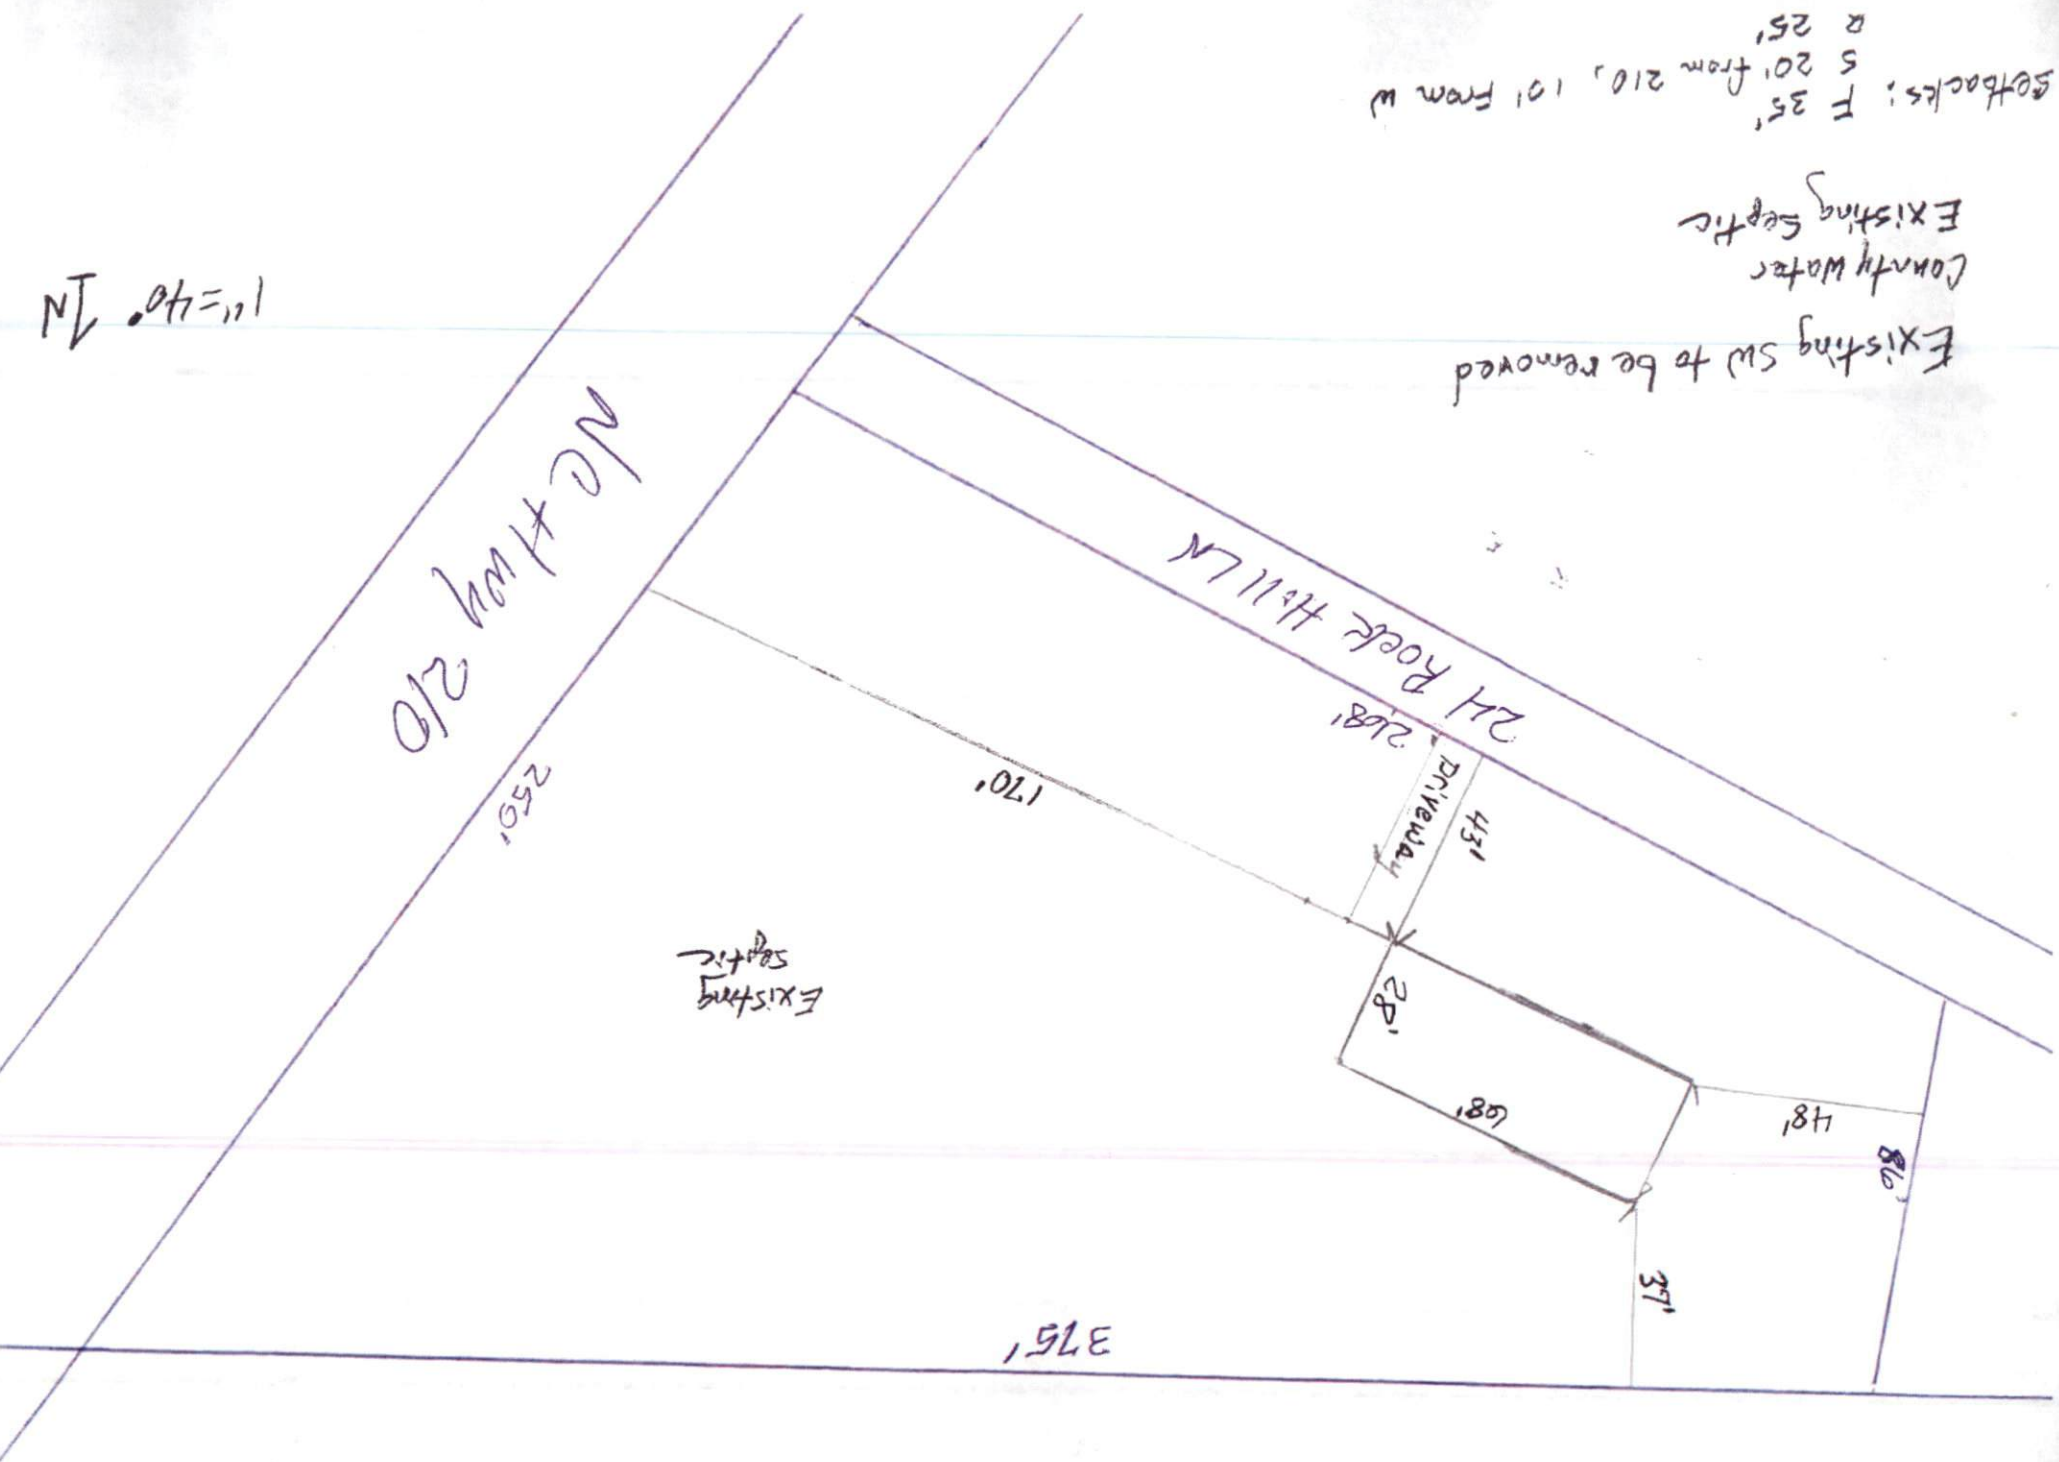 375'
37'
86'
48'
68'
28'
Existing
Septic
43'
Driveway
170'
250'
268'
24 Rock Hill LN
NC Hwy 210
Existing SW to be removed
County Water
Existing Septic
1"=40'
N
Setbacks: F 35'
S 20' from 210, 10' From W
R 25'